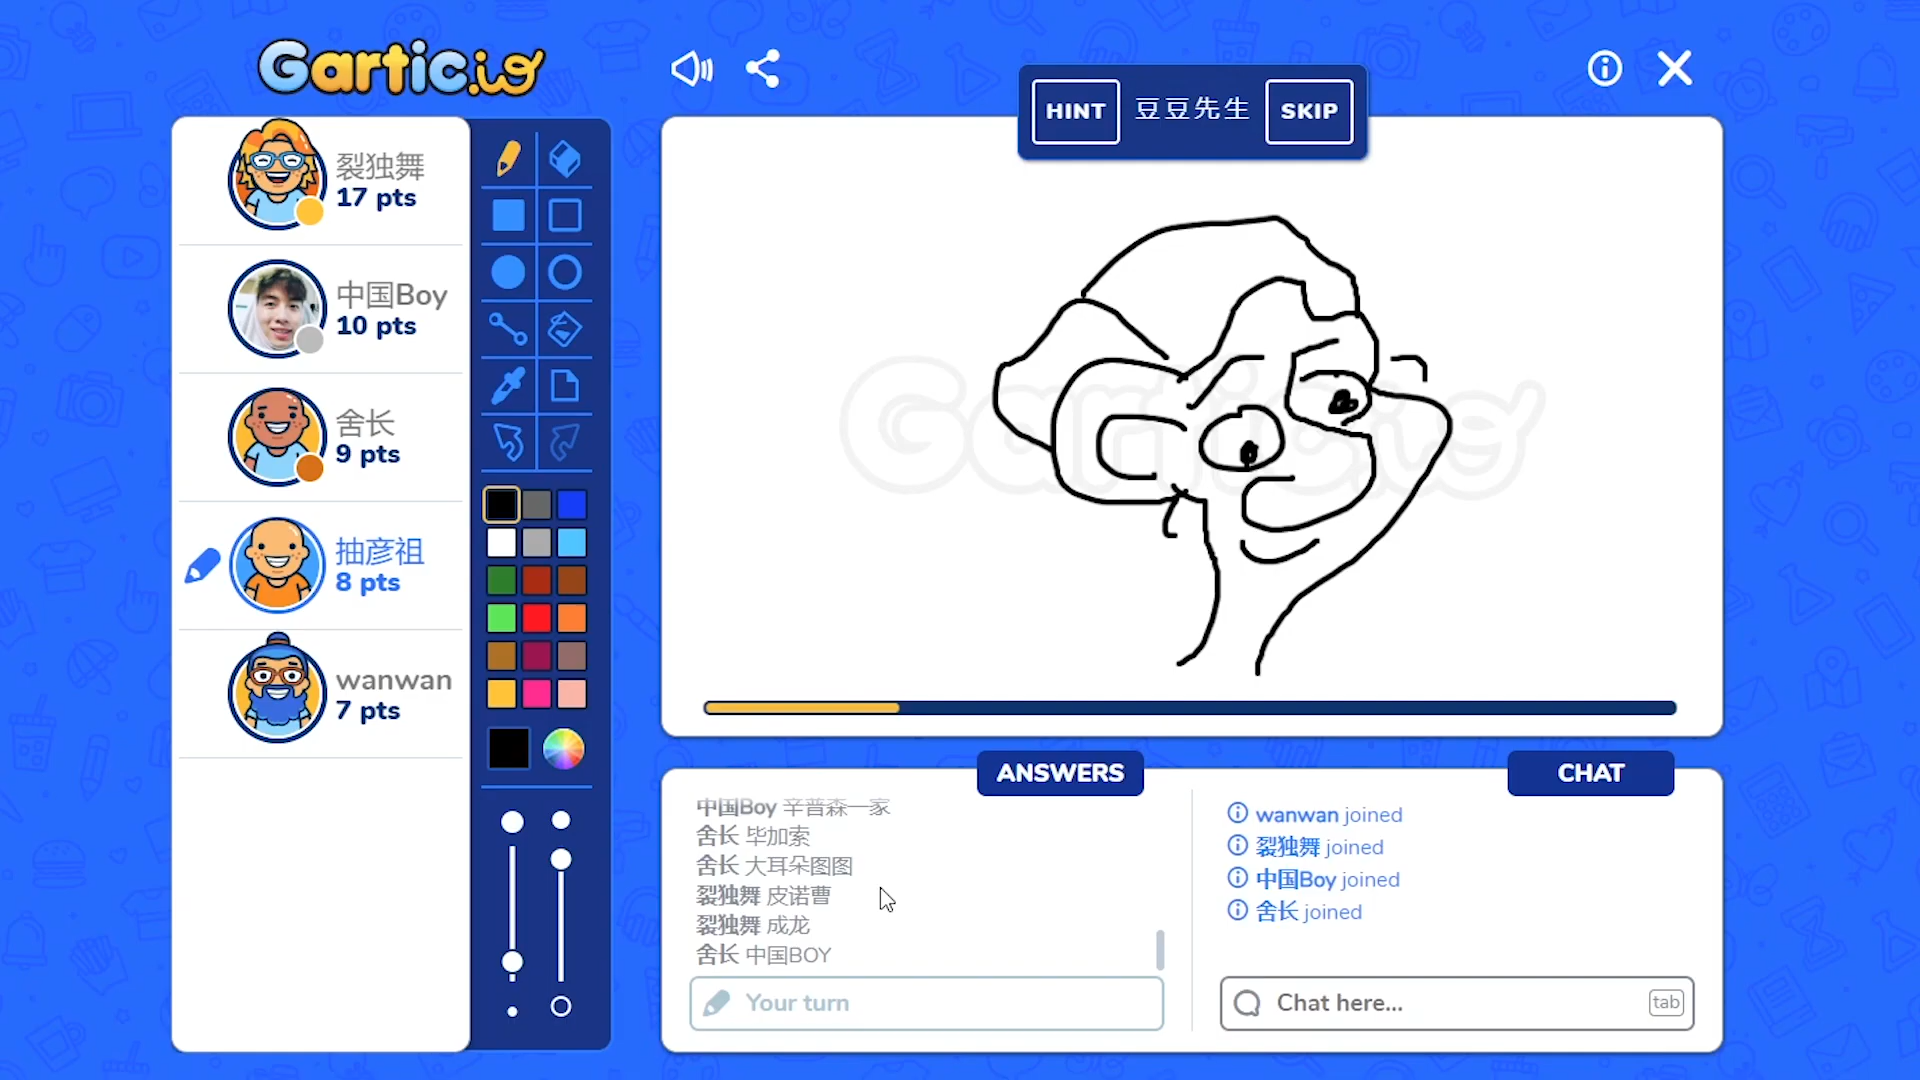 Gartic.io
HINT
豆豆先生
SKIP
裂独舞
17 pts
中国Boy
10 pts
舍长
9 pts
抽彦祖
8 pts
wanwan
7 pts
Gartic.io
ANSWERS
中国Boy 辛普森一家
舍长 毕加索
舍长 大耳朵图图
裂独舞 皮诺曹
裂独舞 成龙
舍长 中国BOY
Your turn
CHAT
wanwan joined
裂独舞 joined
中国Boy joined
舍长 joined
Chat here...
tab